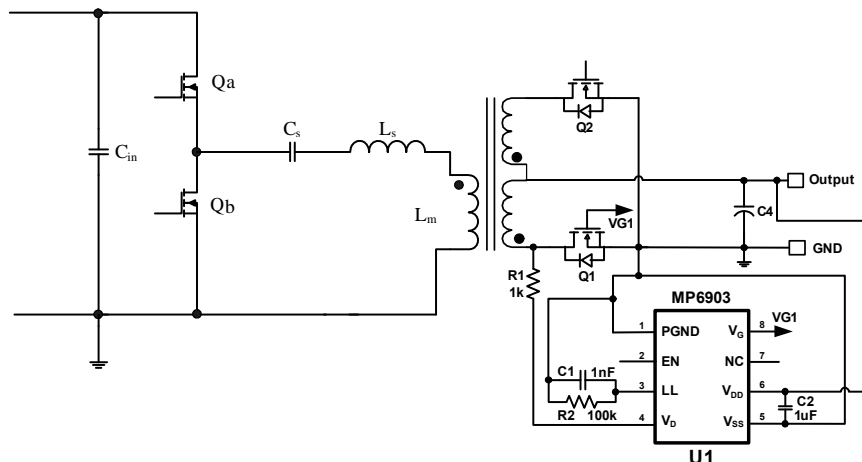 Qa
Q2
Cs
Ls
Cin
Output
Qb
Lm
C4
VG1
GND
Q1
R1
1k
MP6903
1
PGND
VG
8
VG1
2
EN
NC
7
C1
1nF
3
LL
VDD
6
C2
1uF
R2
100k
4
VD
VSS
5
U1